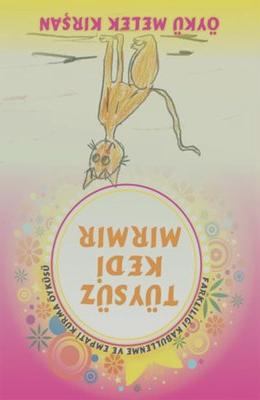 FARKLILIĞI KABULLENME VE EMPATİ KURMA ÖYKÜSÜ
TÜYSÜZ
KEDİ
MIRMIR
ÖYKÜ MELEK KIRŞAN